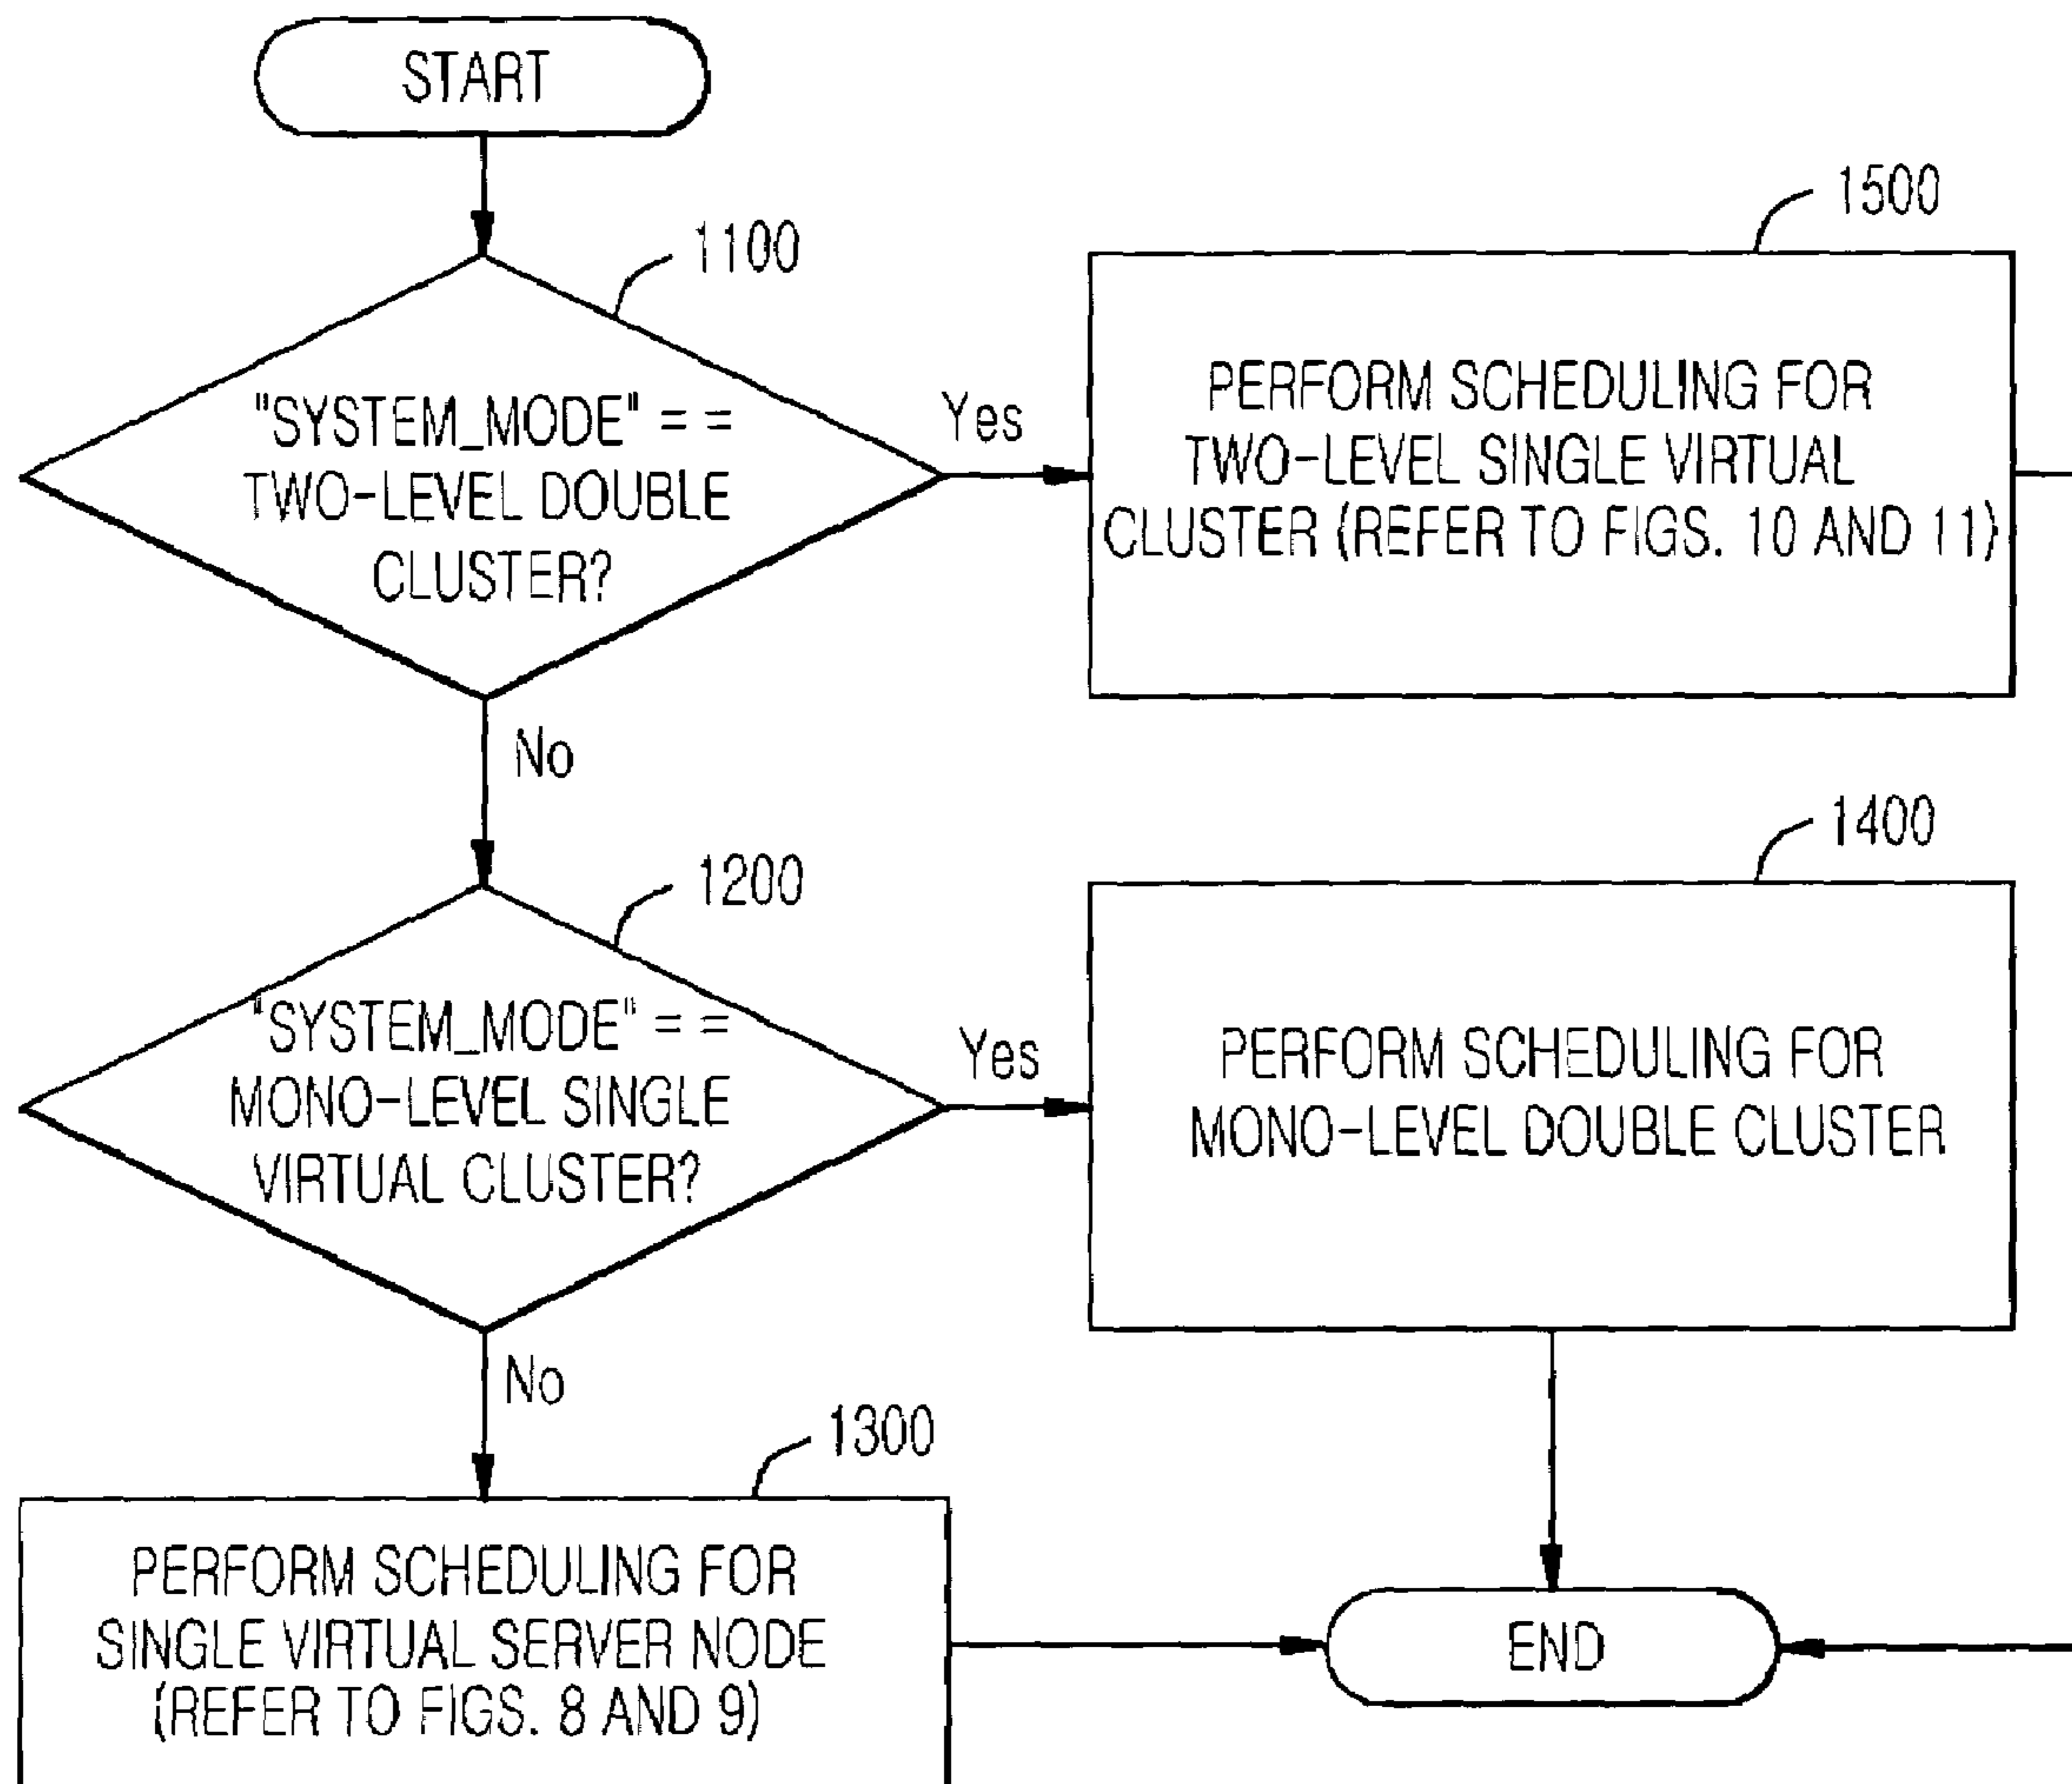 START
1100
"SYSTEM_MODE" = =
TWO-LEVEL DOUBLE
CLUSTER?
Yes
1500
PERFORM SCHEDULING FOR
TWO-LEVEL SINGLE VIRTUAL
CLUSTER (REFER TO FIGS. 10 AND 11)
No
1200
"SYSTEM_MODE" = =
MONO-LEVEL SINGLE
VIRTUAL CLUSTER?
Yes
1400
PERFORM SCHEDULING FOR
MONO-LEVEL DOUBLE CLUSTER
No
1300
PERFORM SCHEDULING FOR
SINGLE VIRTUAL SERVER NODE
(REFER TO FIGS. 8 AND 9)
END